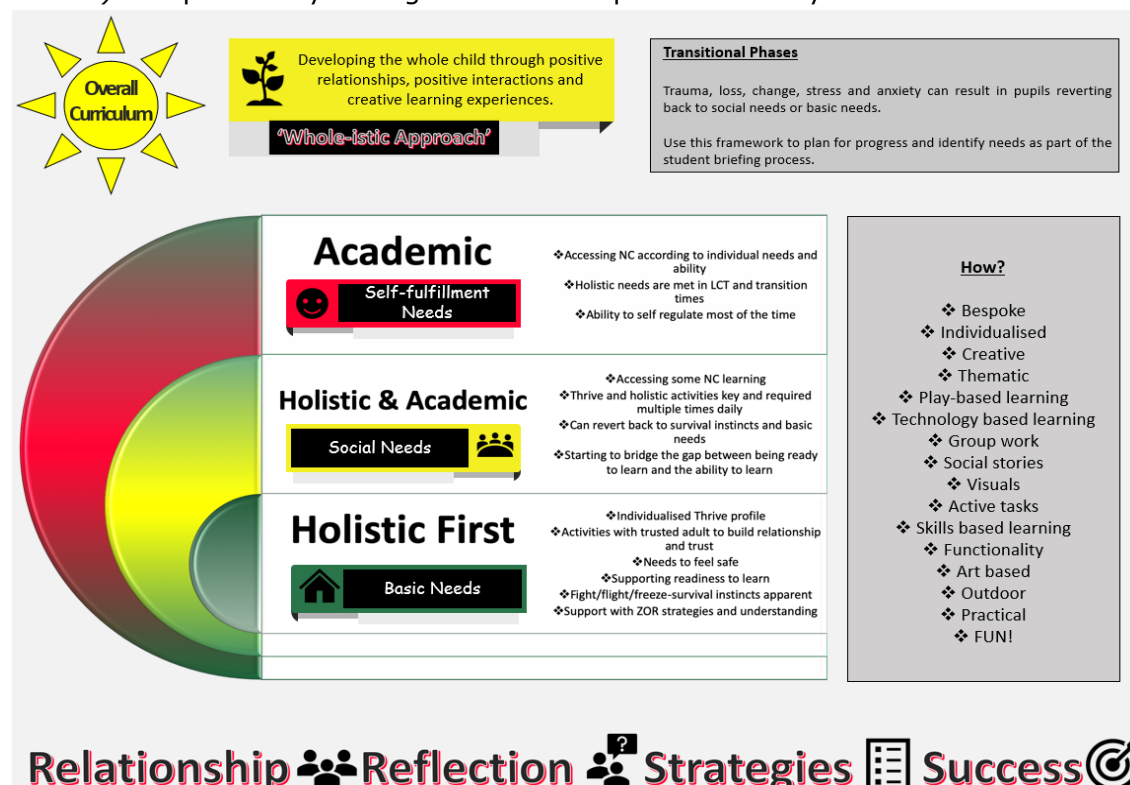 Overall
Curriculum
Developing the whole child through positive
relationships, positive interactions and
creative learning experiences.
'Whole-istic Approach'
Transitional Phases
Trauma, loss, change, stress and anxiety can result in pupils reverting
back to social needs or basic needs.
Use this framework to plan for progress and identify needs as part of the
student briefing process.
Academic
Self-fulfillment
Needs
❖Accessing NC according to individual needs and
ability
❖Holistic needs are met in LCT and transition
times
❖Ability to self regulate most of the time
Holistic & Academic
Social Needs
❖Accessing some NC learning
❖Thrive and holistic activities key and required
multiple times daily
❖Can revert back to survival instincts and basic
needs
❖Starting to bridge the gap between being ready
to learn and the ability to learn
Holistic First
Basic Needs
❖Individualised Thrive profile
❖Activities with trusted adult to build relationship
and trust
❖Needs to feel safe
❖Supporting readiness to learn
❖Fight/flight/freeze-survival instincts apparent
❖Support with ZOR strategies and understanding
How?
❖ Bespoke
❖ Individualised
❖ Creative
❖ Thematic
❖ Play-based learning
❖ Technology based learning
❖ Group work
❖ Social stories
❖ Visuals
❖ Active tasks
❖ Skills based learning
❖ Functionality
❖ Art based
❖ Outdoor
❖ Practical
❖ FUN!
Relationship Reflection ? Strategies Success